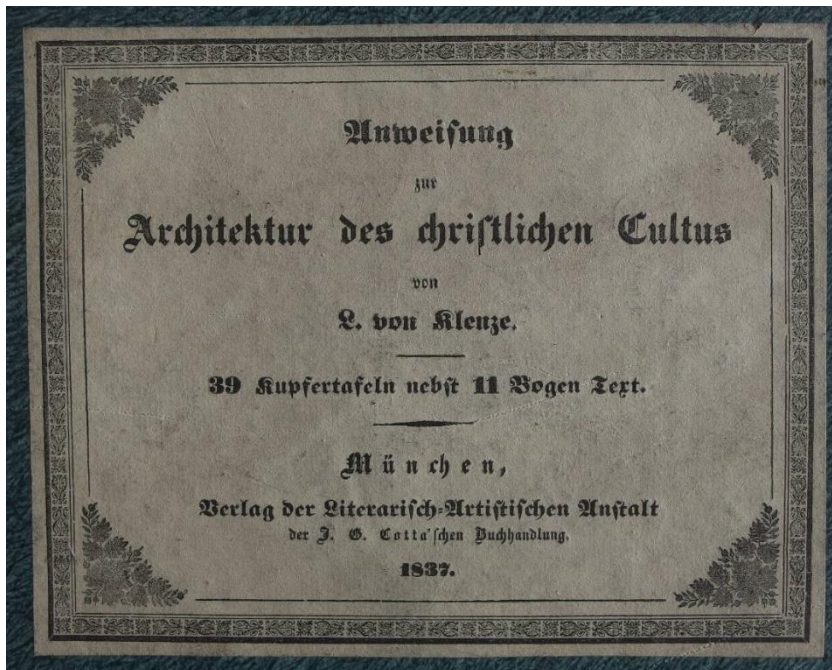 Anweiſung
zur
Architektur des chriſtlichen Cultus
von
L. von Klenze.
39 Kupfertafeln nebſt 11 Bogen Text.
München,
Verlag der Literariſch-Artiſtiſchen Anſtalt
der J. G. Cotta'ſchen Buchhandlung.
1837.